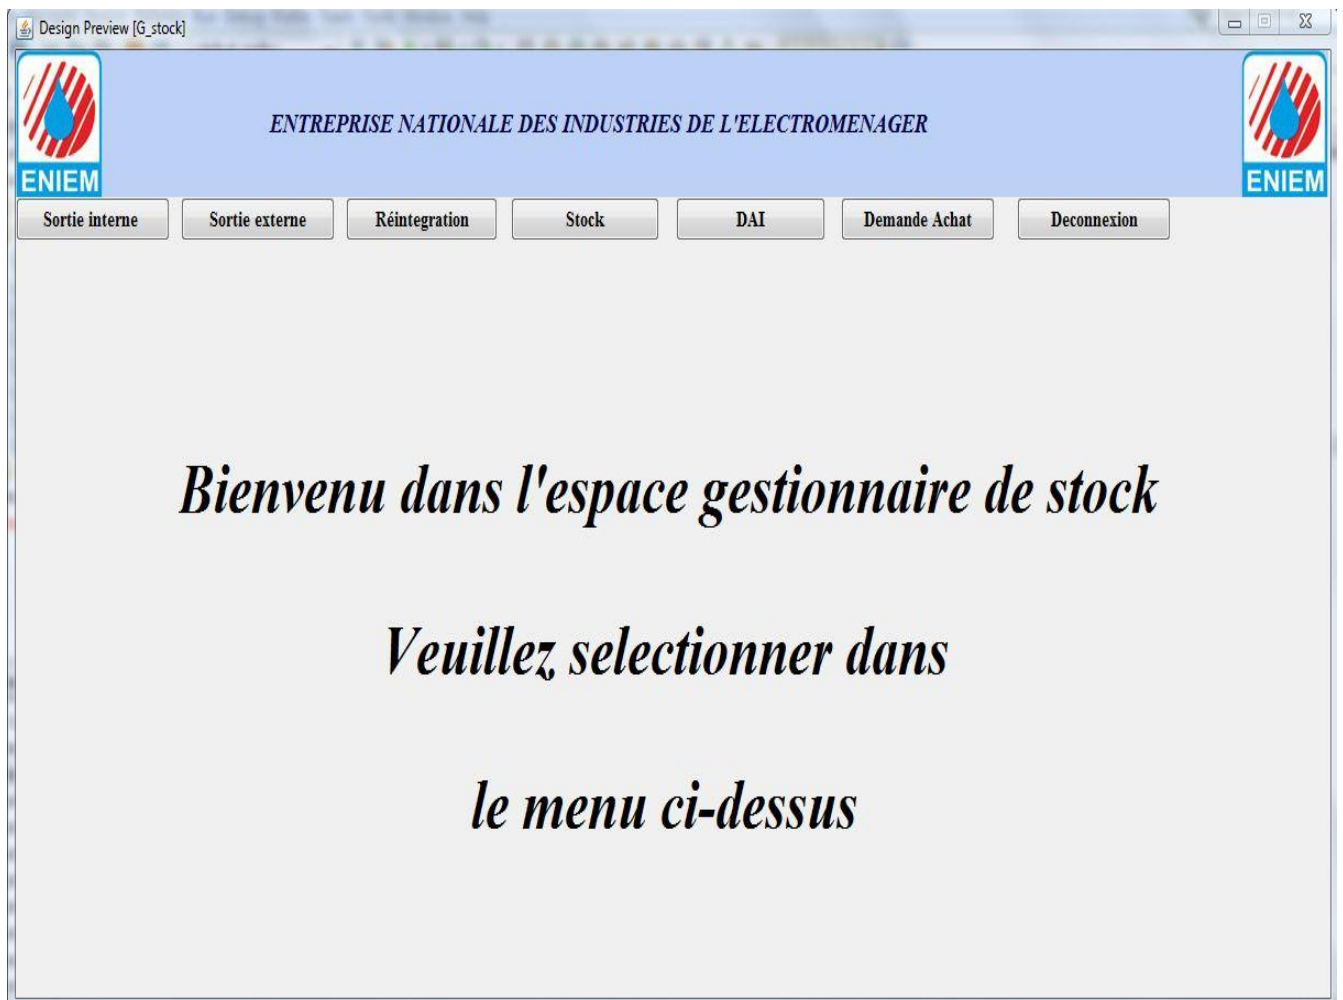 Design Preview [G_stock]
ENTREPRISE NATIONALE DES INDUSTRIES DE L'ELECTROMENAGER
ENIEM
ENIEM
Sortie interne
Sortie externe
Réintegration
Stock
DAI
Demande Achat
Deconnexion
Bienvenu dans l'espace gestionnaire de stock
Veuillez selectionner dans
le menu ci-dessus